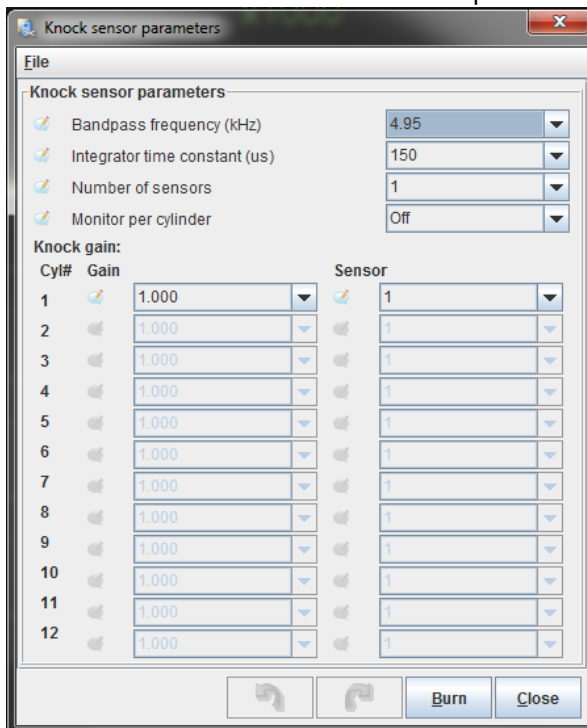 Knock sensor parameters
File
Knock sensor parameters
Bandpass frequency (kHz) 4.95
Integrator time constant (us) 150
Number of sensors 1
Monitor per cylinder Off
Knock gain:
Cyl# Gain Sensor
1 1.000 1
2 1.000 1
3 1.000 1
4 1.000 1
5 1.000 1
6 1.000 1
7 1.000 1
8 1.000 1
9 1.000 1
10 1.000 1
11 1.000 1
12 1.000 1
Burn Close